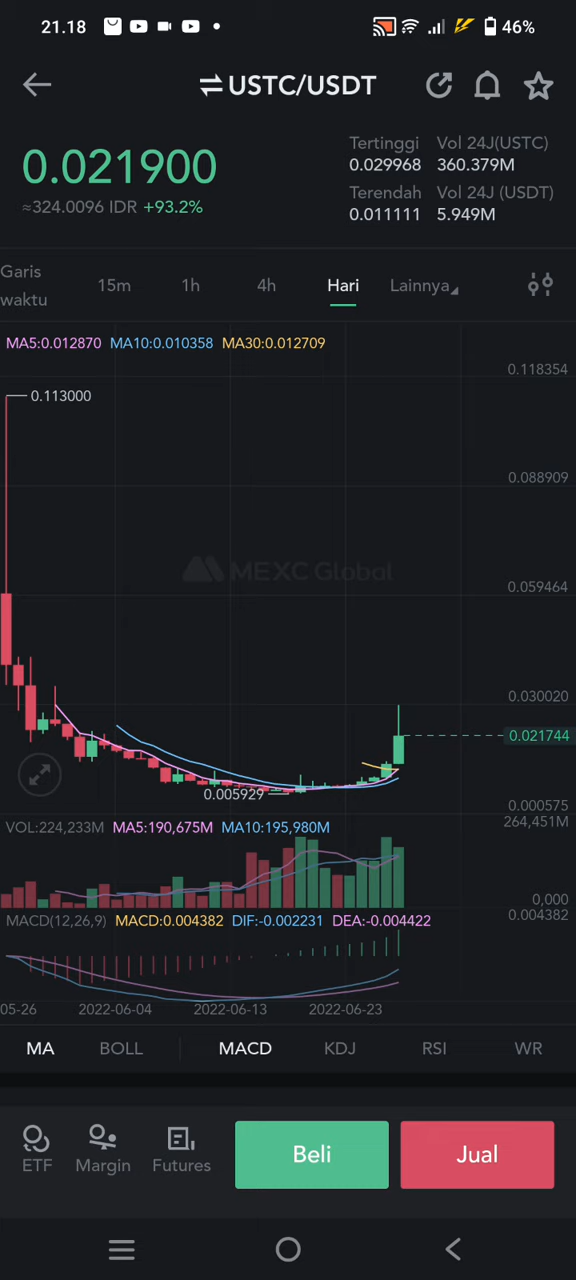 21.18
46%
USTC/USDT
0.021900
≈324.0096 IDR +93.2%
Tertinggi Vol 24J(USTC)
0.029968 360.379M
Terendah Vol 24J (USDT)
0.011111 5.949M
Garis waktu 15m 1h 4h Hari Lainnya
MA5:0.012870 MA10:0.010358 MA30:0.012709
0.118354
0.113000
0.088909
MEXC Global
0.059464
0.030020
0.021744
0.005929
0.000575
VOL:224,233M MA5:190,675M MA10:195,980M
264,451M
0,000
MACD(12,26,9) MACD:0.004382 DIF:-0.002231 DEA:-0.004422
0.004382
05-26 2022-06-04 2022-06-13 2022-06-23
MA BOLL MACD KDJ RSI WR
ETF Margin Futures Beli Jual